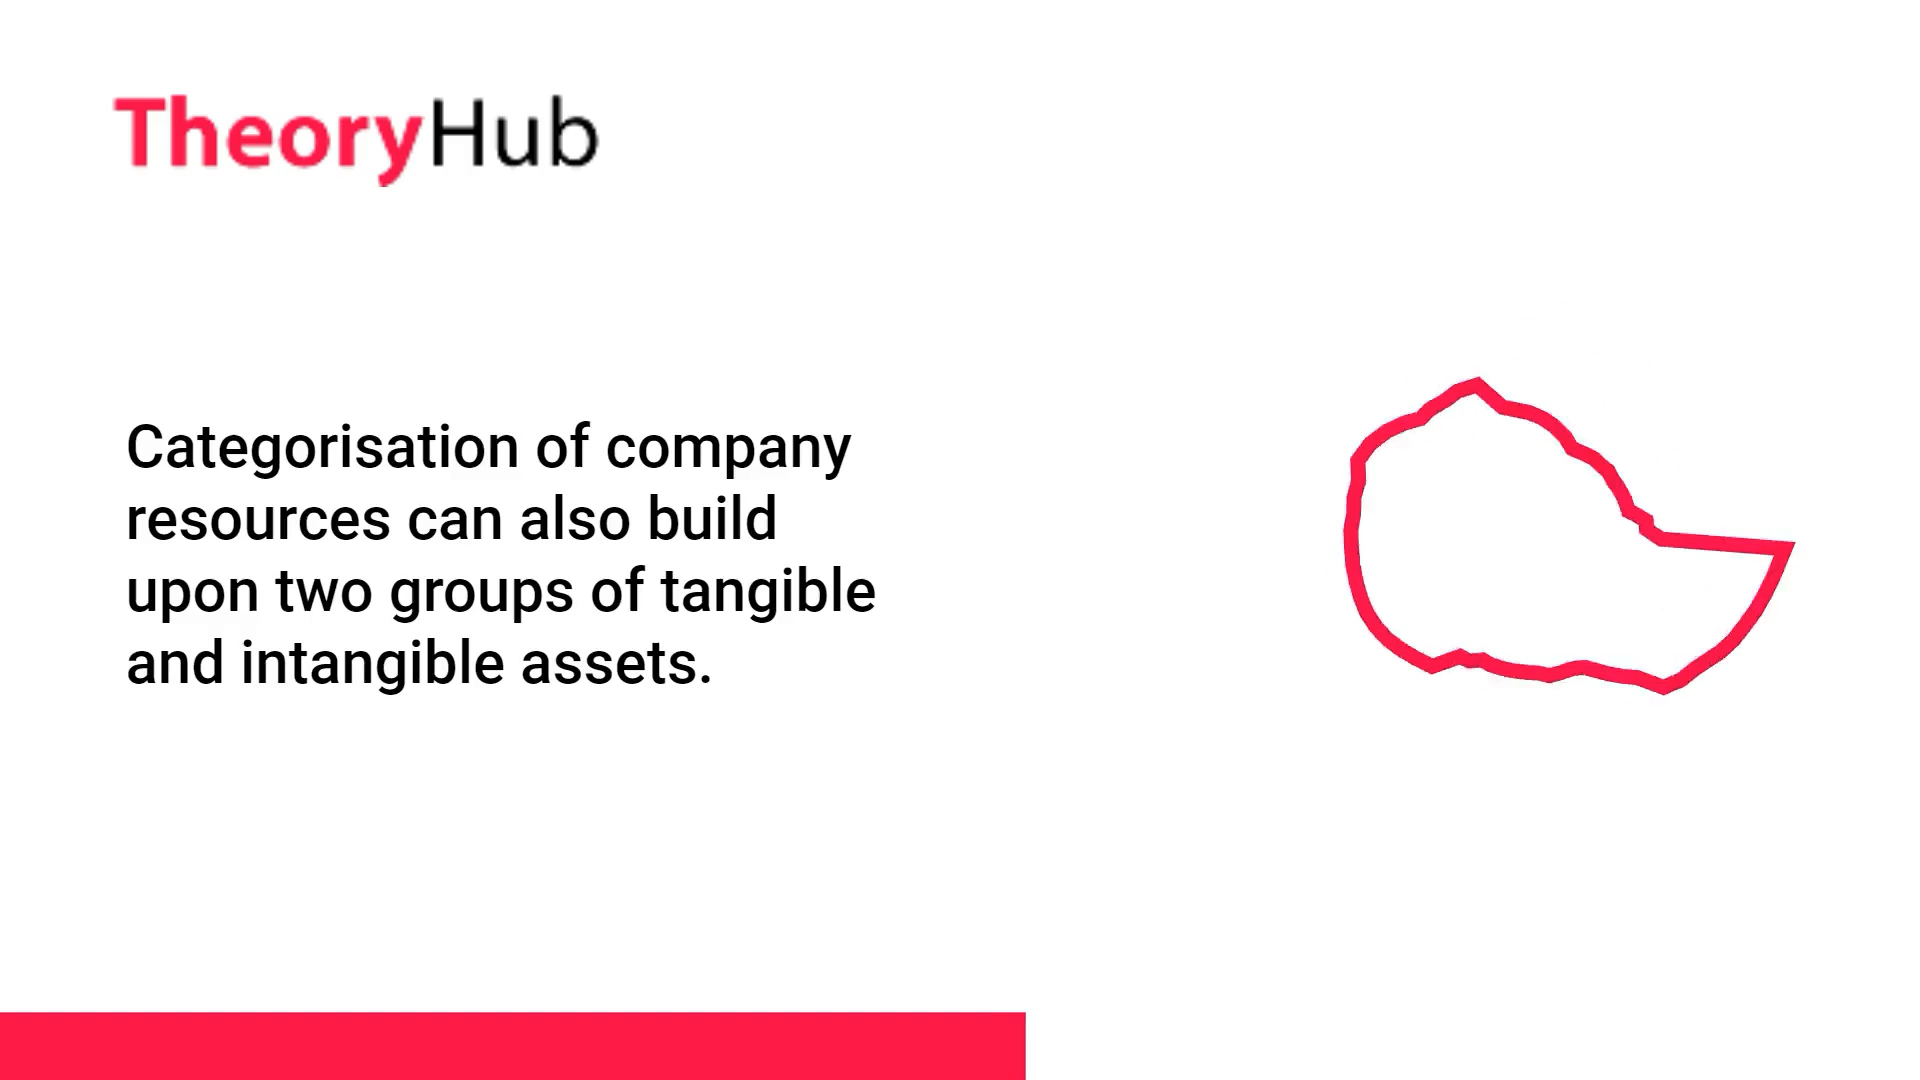 TheoryHub
Categorisation of company
resources can also build
upon two groups of tangible
and intangible assets.